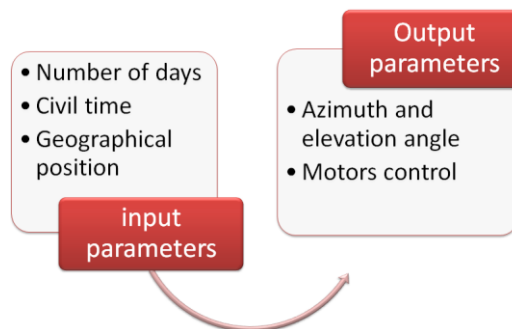 • Number of days
• Civil time
• Geographical
position
input
parameters
Output
parameters
• Azimuth and
elevation angle
• Motors control